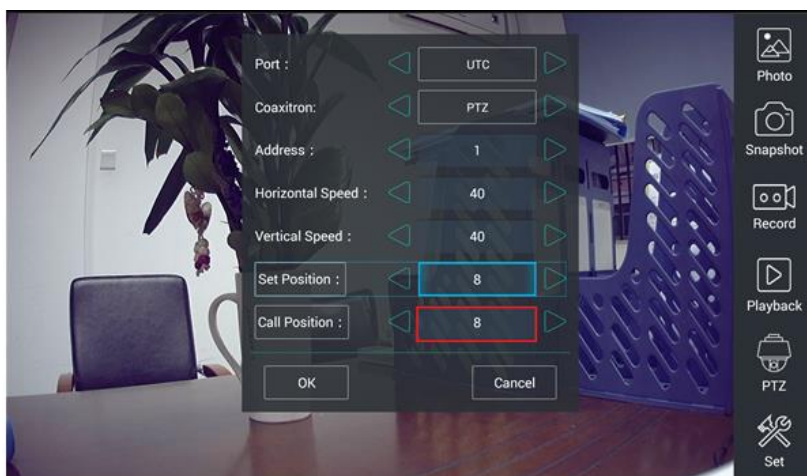 Port : UTC
Coaxitron: PTZ
Address : 1
Horizontal Speed : 40
Vertical Speed : 40
Set Position : 8
Call Position : 8
OK Cancel
Photo
Snapshot
Record
Playback
PTZ
Set